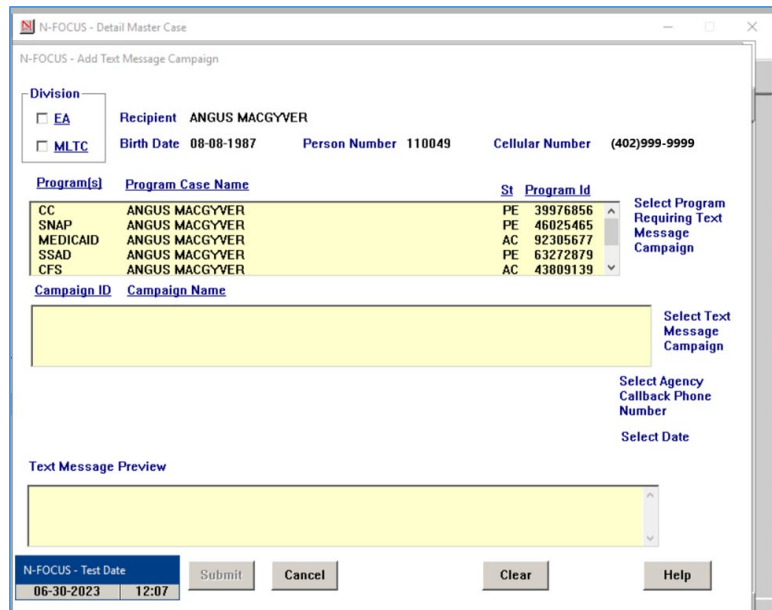 N-FOCUS - Detail Master Case
N-FOCUS - Add Text Message Campaign
Division
EA
MLTC
Recipient ANGUS MACGYVER
Birth Date 08-08-1987 Person Number 110049 Cellular Number (402)999-9999
Program(s) Program Case Name St Program Id
CC ANGUS MACGYVER PE 39976856
SNAP ANGUS MACGYVER PE 46025465
MEDICAID ANGUS MACGYVER AC 92305677
SSAD ANGUS MACGYVER PE 63272879
CFS ANGUS MACGYVER AC 43809139
Select Program
Requiring Text
Message
Campaign
Campaign ID Campaign Name
Select Text
Message
Campaign
Select Agency
Callback Phone
Number
Select Date
Text Message Preview
N-FOCUS - Test Date
06-30-2023 12:07
Submit Cancel Clear Help